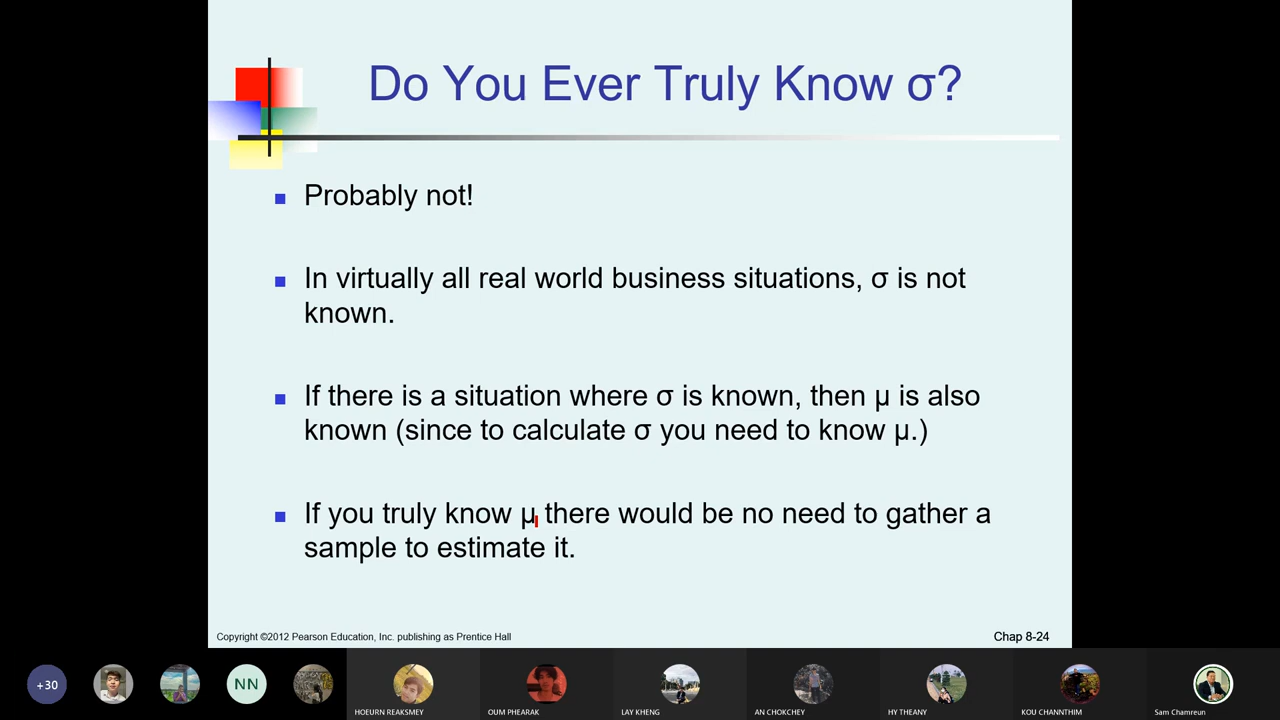 Do You Ever Truly Know σ?
Probably not!
In virtually all real world business situations, σ is not
known.
If there is a situation where σ is known, then μ is also
known (since to calculate σ you need to know μ.)
If you truly know μ there would be no need to gather a
sample to estimate it.
Copyright ©2012 Pearson Education, Inc. publishing as Prentice Hall
Chap 8-24
+30
NN
HOEURN REAKSMEY
OUM PHEARAK
LAY KHENG
AN CHOKCHEY
HY THEANY
KOU CHANNTHIM
Sam Chamreun